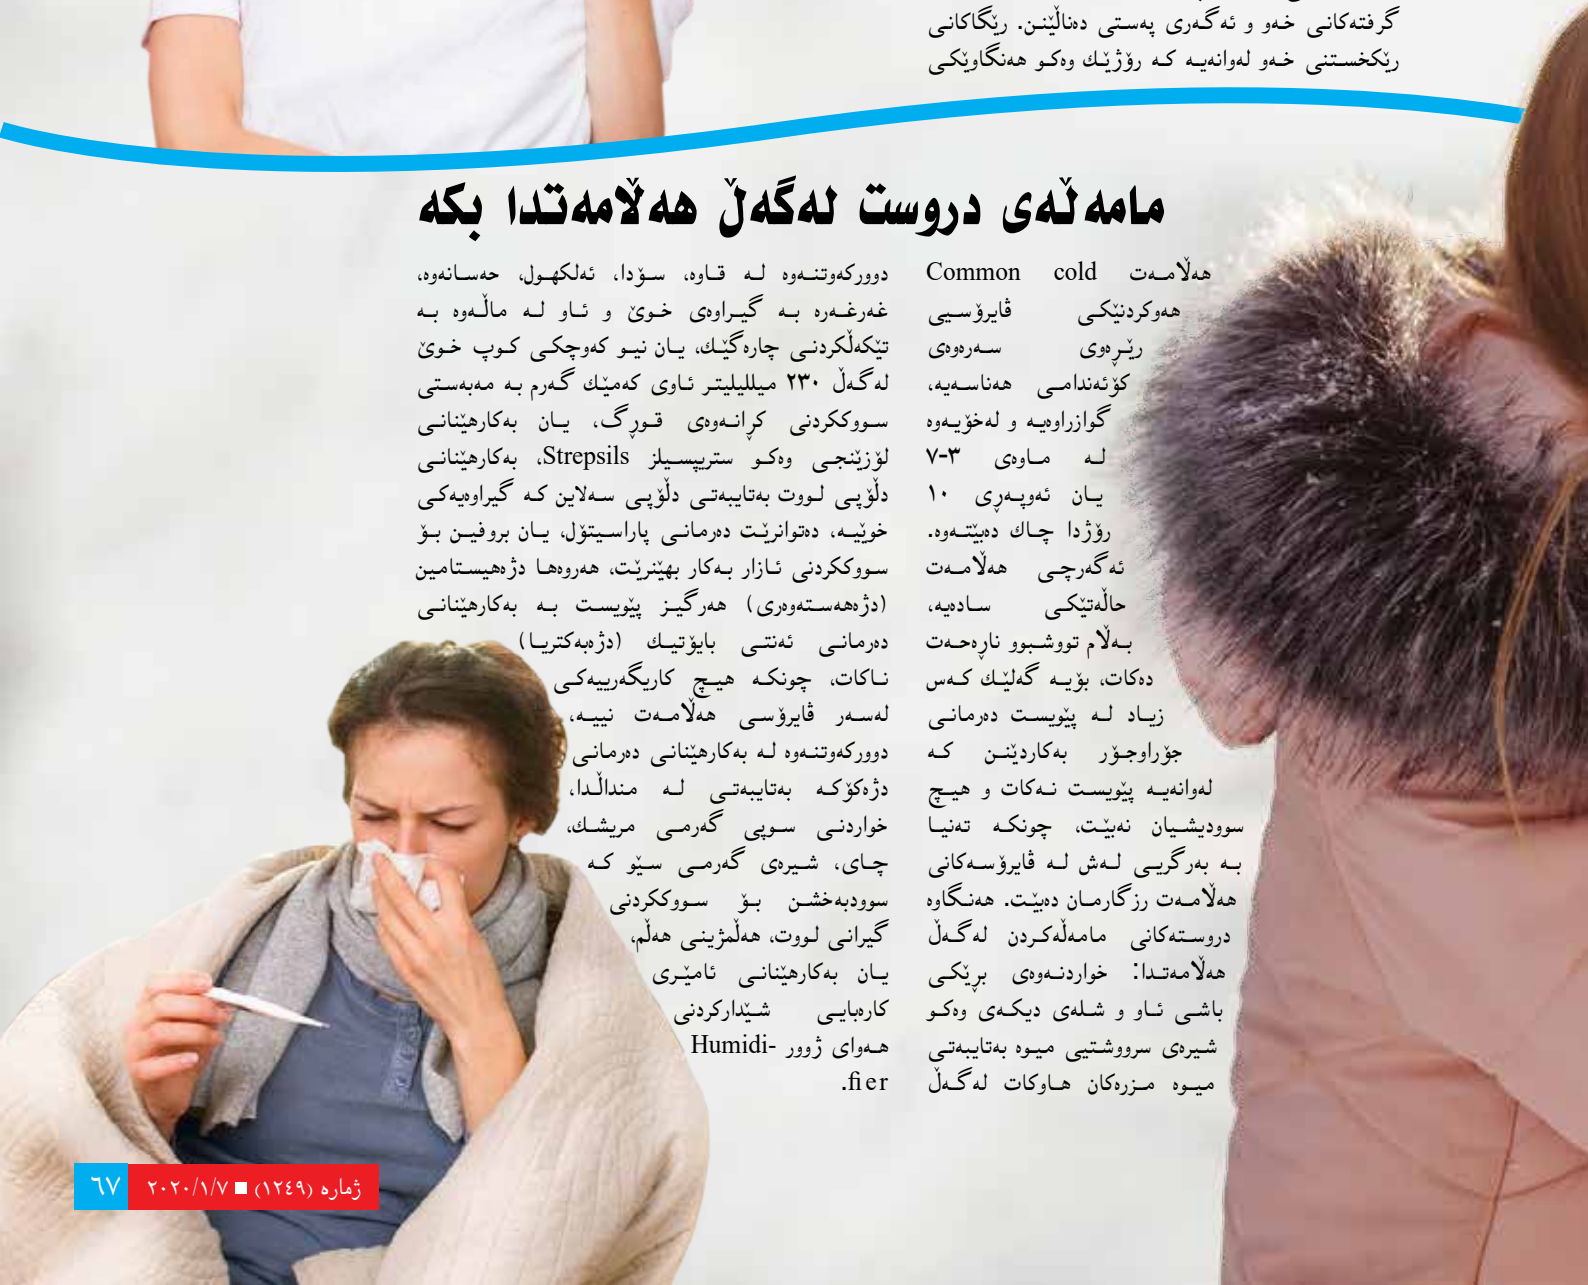 گرفتەکانی خەو و ئەگەری پەستی دەناڵێنن. ڕێگاکانی
ڕێکخستنی خەو لەوانەیە کە ڕۆژێك وەکو هەنگاوێکی
مامەڵەی دروست لەگەڵ هەڵامەتدا بکە
هەڵامەت Common cold
هەوکردنێکی ڤایرۆسیی
ڕێڕەوی سەرەوەی
کۆئەندامی هەناسەیە،
گوازراوەیە و لەخۆیەوە
لە ماوەی ٣-٧
یان ئەوپەڕی ١٠
ڕۆژدا چاك دەبێتەوە.
ئەگەرچی هەڵامەت
حاڵەتێکی سادەیە،
بەڵام تووشبوو ناڕەحەت
دەکات، بۆیە گەلێك کەس
زیاد لە پێویست دەرمانی
جۆراوجۆر بەکاردێنن کە
لەوانەیە پێویست نەکات و هیچ
سوودیشیان نەبێت، چونکە تەنیا
بە بەرگریی لەش لە ڤایرۆسەکانی
هەڵامەت ڕزگارمان دەبێت. هەنگاوە
دروستەکانی مامەڵەکردن لەگەڵ
هەڵامەتدا: خواردنەوەی بڕێکی
باشی ئاو و شلەی دیکەی وەکو
شیرەی سرووشتیی میوە بەتایبەتی
میوە مزرەکان هاوکات لەگەڵ
دوورکەوتنەوە لە قاوە، سۆدا، ئەلکهول، حەسانەوە،
غەرغەرە بە گیراوەی خوێ و ئاو لە ماڵەوە بە
تێکەڵکردنی چارەگێك، یان نیو کەوچکی کوپ خوێ
لەگەڵ ٢٣٠ میللیلیتر ئاوی کەمێك گەرم بە مەبەستی
سووککردنی کڕانەوەی قوڕگ، یان بەکارهێنانی
لۆزێنجی وەکو ستریپسیلز Strepsils، بەکارهێنانی
دڵۆپی لووت بەتایبەتی دڵۆپی سەلاین کە گیراوەیەکی
خوێیە، دەتوانرێت دەرمانی پاراسیتۆل، یان بروفین بۆ
سووککردنی ئازار بەکار بهێنرێت، هەروەها دژەهیستامین
(دژەهەستەوەری) هەرگیز پێویست بە بەکارهێنانی
دەرمانی ئەنتی بایۆتیك (دژەبەکتریا)
ناکات، چونکە هیچ کاریگەرییەکی
لەسەر ڤایرۆسی هەڵامەت نییە،
دوورکەوتنەوە لە بەکارهێنانی دەرمانی
دژەکۆکە بەتایبەتی لە منداڵدا،
خواردنی سوپی گەرمی مریشك،
چای، شیرەی گەرمی سێو کە
سوودبەخشن بۆ سووککردنی
گیرانی لووت، هەڵمژینی هەڵم،
یان بەکارهێنانی ئامێری
کارەبایی شێدارکردنی
هەوای ژوور Humidi-
fier.
ژمارە (١٢٤٩) ■ ٢٠٢٠/١/٧ ٦٧